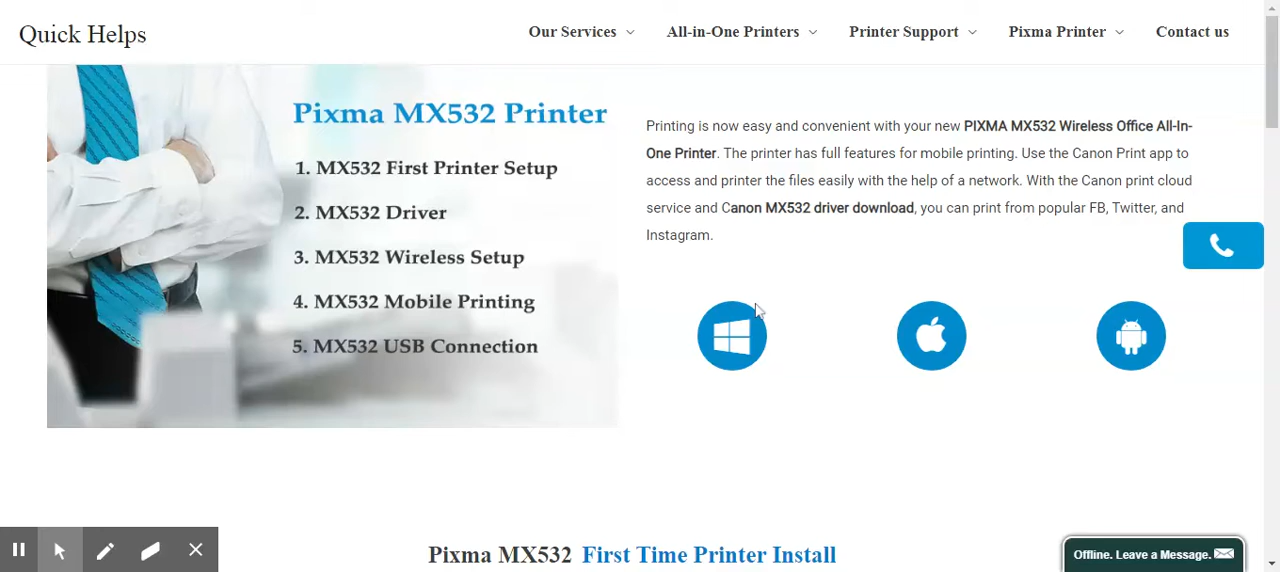 Quick Helps
Our Services
All-in-One Printers
Printer Support
Pixma Printer
Contact us
Pixma MX532 Printer
1. MX532 First Printer Setup
2. MX532 Driver
3. MX532 Wireless Setup
4. MX532 Mobile Printing
5. MX532 USB Connection
Printing is now easy and convenient with your new PIXMA MX532 Wireless Office All-In-
One Printer. The printer has full features for mobile printing. Use the Canon Print app to
access and printer the files easily with the help of a network. With the Canon print cloud
service and Canon MX532 driver download, you can print from popular FB, Twitter, and
Instagram.
Pixma MX532 First Time Printer Install
Offline. Leave a Message.